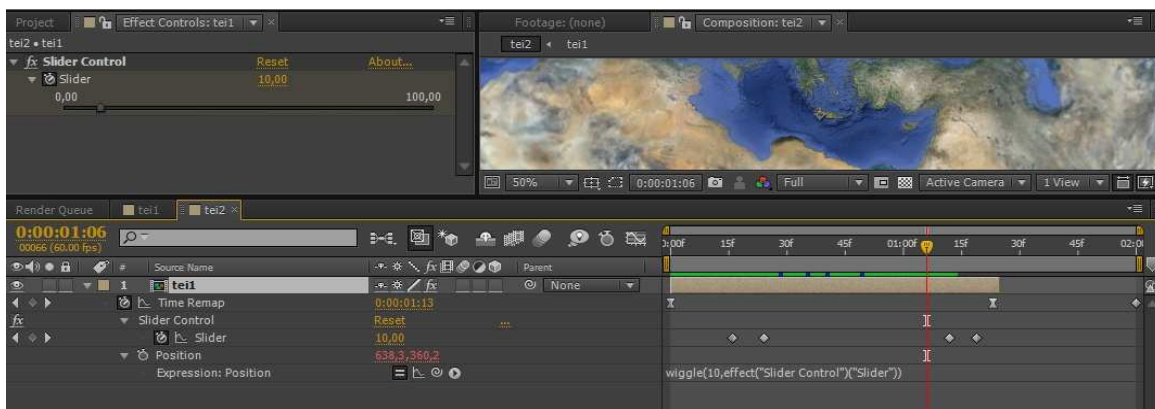 Project Effect Controls: tei1 Footage: (none) Composition: tei2
tei2 • tei1 tei2 tei1
fx Slider Control Reset About...
Slider 10,00
0,00 100,00
50% 0:00:01:06 Full Active Camera 1 View
Render Queue tei1 tei2
0:00:01:06
00066 (60.00 fps)
:00F 15F 30F 45F 01:00F 15F 30F 45F 02:0
# Source Name fx Parent
1 tei1 fx None
Time Remap 0:00:01:13
fx Slider Control Reset ...
Slider 10,00
Position 638,3,360,2
Expression: Position wiggle(10,effect("Slider Control")("Slider"))